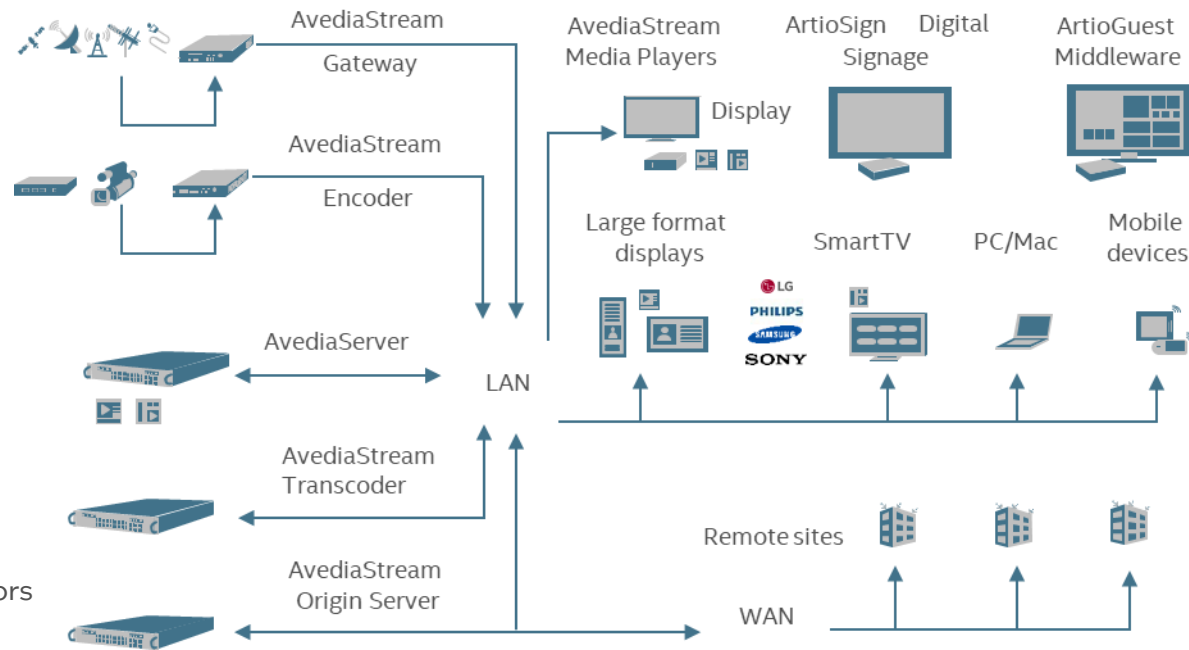 AvediaStream
Gateway
AvediaStream
Encoder
AvediaServer
AvediaStream
Transcoder
AvediaStream
Origin Server
ors
LAN
AvediaStream
Media Players
Display
ArtioSign Digital
Signage
ArtioGuest
Middleware
Large format
displays
LG
PHILIPS
SAMSUNG
SONY
SmartTV
PC/Mac
Mobile
devices
Remote sites
WAN